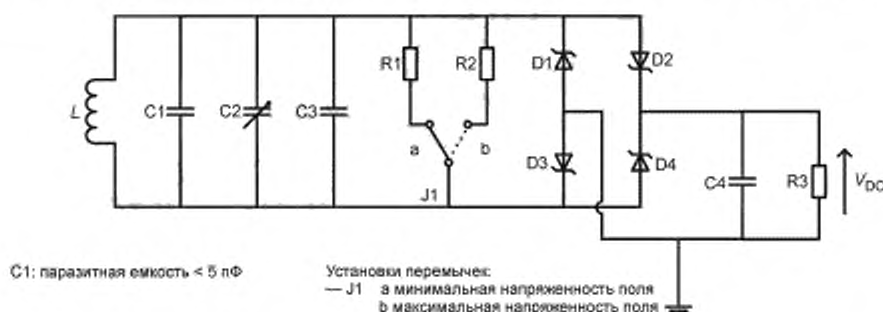 R1
R2
D1
D2
L
C1
C2
C3
a
b
D3
D4
C4
R3
V_DC
J1
C1: паразитная емкость < 5 пФ
Установки перемычек:
— J1 a минимальная напряженность поля
b максимальная напряженность поля